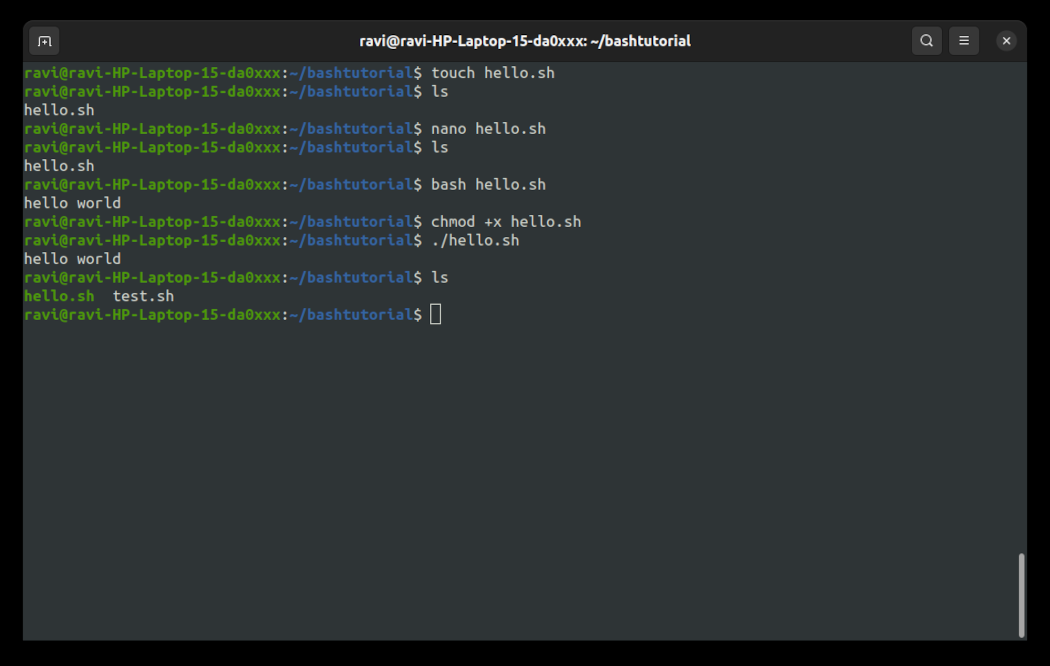 ravi@ravi-HP-Laptop-15-da0xxx: ~/bashtutorial
ravi@ravi-HP-Laptop-15-da0xxx:~/bashtutorial$ touch hello.sh
ravi@ravi-HP-Laptop-15-da0xxx:~/bashtutorial$ ls
hello.sh
ravi@ravi-HP-Laptop-15-da0xxx:~/bashtutorial$ nano hello.sh
ravi@ravi-HP-Laptop-15-da0xxx:~/bashtutorial$ ls
hello.sh
ravi@ravi-HP-Laptop-15-da0xxx:~/bashtutorial$ bash hello.sh
hello world
ravi@ravi-HP-Laptop-15-da0xxx:~/bashtutorial$ chmod +x hello.sh
ravi@ravi-HP-Laptop-15-da0xxx:~/bashtutorial$ ./hello.sh
hello world
ravi@ravi-HP-Laptop-15-da0xxx:~/bashtutorial$ ls
hello.sh  test.sh
ravi@ravi-HP-Laptop-15-da0xxx:~/bashtutorial$